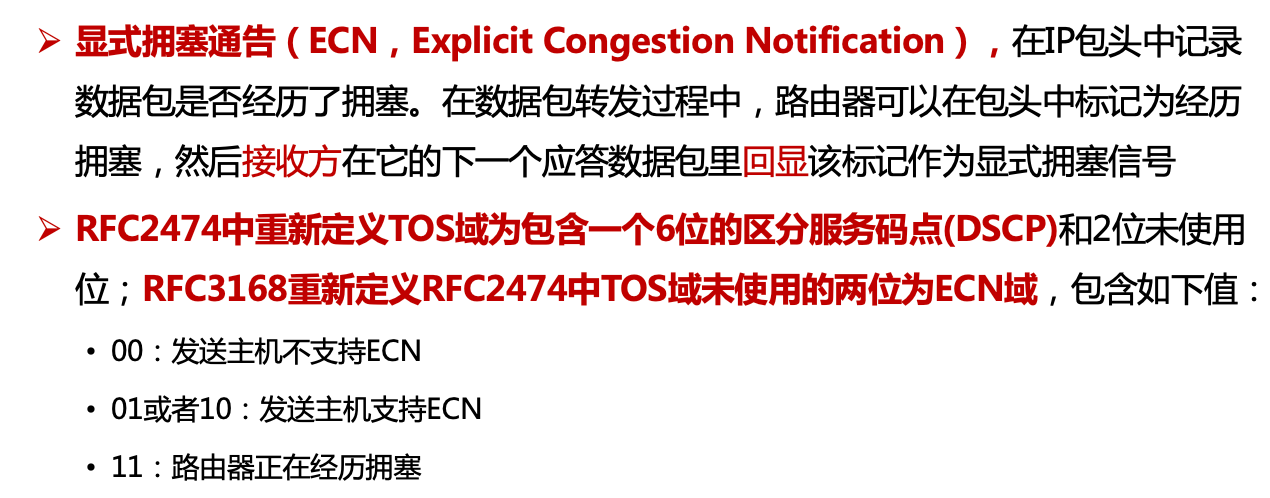 ➢ 显式拥塞通告（ECN，Explicit Congestion Notification），在IP包头中记录
数据包是否经历了拥塞。在数据包转发过程中，路由器可以在包头中标记为经历
拥塞，然后接收方在它的下一个应答数据包里回显该标记作为显式拥塞信号
➢ RFC2474中重新定义TOS域为包含一个6位的区分服务码点(DSCP)和2位未使用
位；RFC3168重新定义RFC2474中TOS域未使用的两位为ECN域，包含如下值：
• 00：发送主机不支持ECN
• 01或者10：发送主机支持ECN
• 11：路由器正在经历拥塞